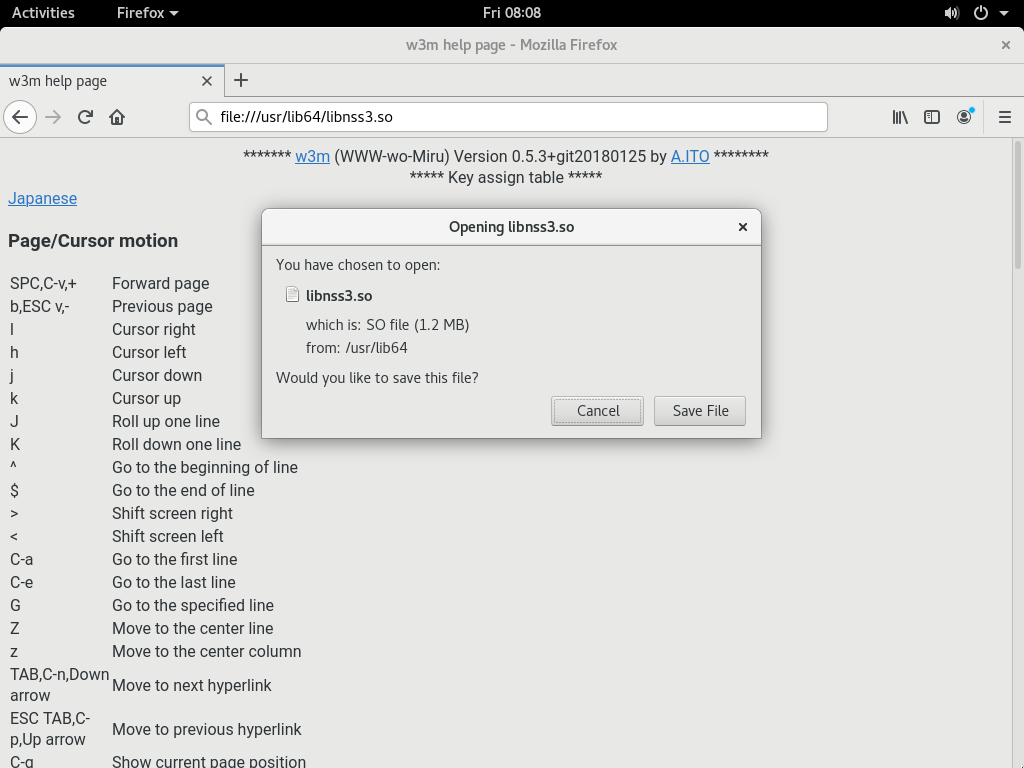 Activities Firefox Fri 08:08
w3m help page - Mozilla Firefox
w3m help page
file:///usr/lib64/libnss3.so
******* w3m (WWW-wo-Miru) Version 0.5.3+git20180125 by A.ITO ********
***** Key assign table *****
Japanese
Page/Cursor motion
SPC,C-v,+ Forward page
b,ESC v,- Previous page
l Cursor right
h Cursor left
j Cursor down
k Cursor up
J Roll up one line
K Roll down one line
^ Go to the beginning of line
$ Go to the end of line
> Shift screen right
< Shift screen left
C-a Go to the first line
C-e Go to the last line
G Go to the specified line
Z Move to the center line
z Move to the center column
TAB,C-n,Down arrow Move to next hyperlink
ESC TAB,C-p,Up arrow Move to previous hyperlink
C-g Show current page position
Opening libnss3.so
You have chosen to open:
libnss3.so
which is: SO file (1.2 MB)
from: /usr/lib64
Would you like to save this file?
Cancel Save File